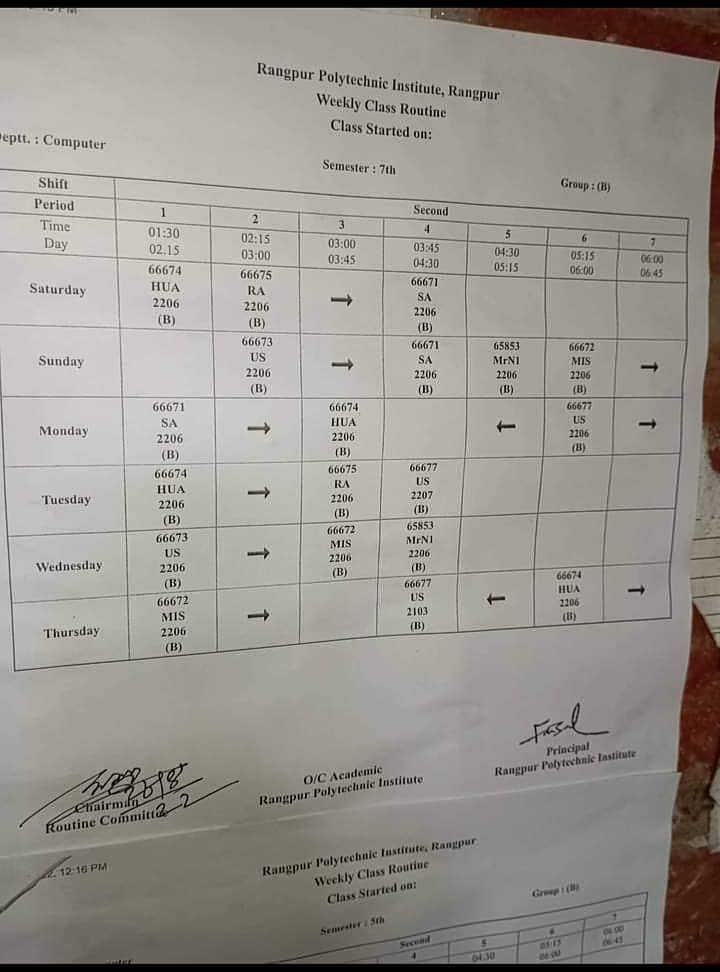 Rangpur Polytechnic Institute, Rangpur
Weekly Class Routine
Class Started on:
eptt. : Computer
Semester : 7th
Group : (B)
Shift Second
Period 1 2 3 4 5 6 7
Time 01:30 02:15 03:00 03:45 04:30 05:15 06:00
Day 02.15 03:00 03:45 04:30 05:15 06:00 06:45
66674 66675 66671
Saturday HUA RA → SA
2206 2206 2206
(B) (B) (B)
66673 66671 65853 66672
Sunday US → SA MrN1 MIS →
2206 2206 2206 2206
(B) (B) (B) (B)
66671 66674 66677
Monday SA → HUA ← US →
2206 2206 2206
(B) (B) (B)
66674 66675 66677
Tuesday HUA → RA US
2206 2206 2207
(B) (B) (B)
66673 66672 65853
Wednesday US → MIS MrN1
2206 2206 2206
(B) (B) (B)
66672 66677 66674
Thursday MIS → US ← HUA →
2206 2103 2206
(B) (B) (B)
Chairman
Routine Committe
O/C Academic
Rangpur Polytechnic Institute
Principal
Rangpur Polytechnic Institute
12:16 PM
Rangpur Polytechnic Institute, Rangpur
Weekly Class Routine
Class Started on:
Semester : 5th
Group : (B)
Second
4 5 6 7
04:30 05:15 06:00
06:00 06:45